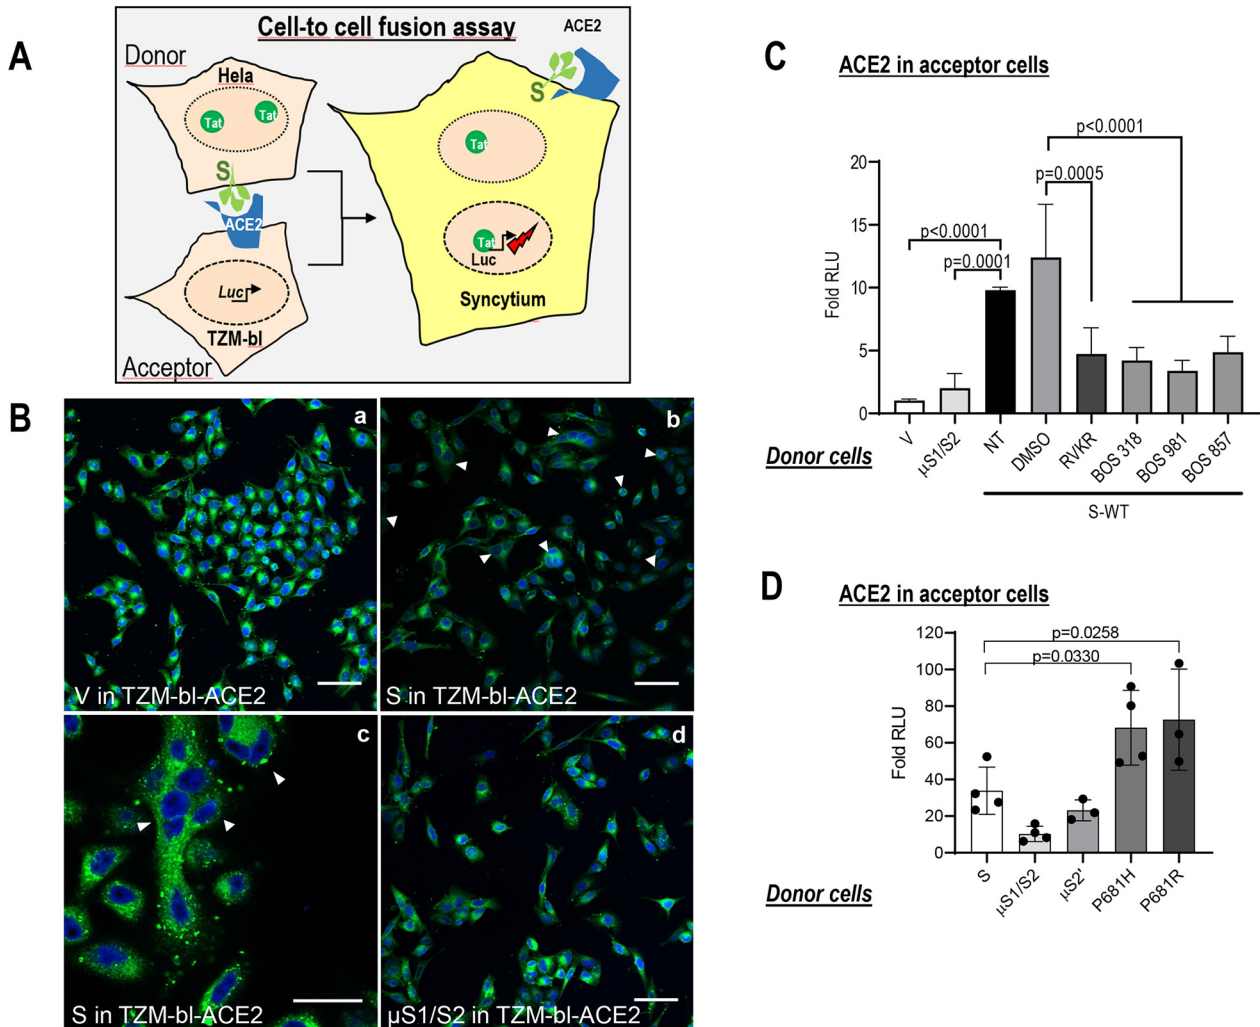 A
Cell-to cell fusion assay
Donor
Hela
Tat
Tat
S
ACE2
Luc
TZM-bl
Acceptor
ACE2
S
Tat
Tat
Luc
Syncytium
B
a
V in TZM-bl-ACE2
b
S in TZM-bl-ACE2
c
S in TZM-bl-ACE2
d
µS1/S2 in TZM-bl-ACE2
C
ACE2 in acceptor cells
p<0.0001
p=0.0005
p<0.0001
p=0.0001
Fold RLU
20
15
10
5
0
Donor cells
V
µS1/S2
NT
DMSO
RVKR
BOS 318
BOS 981
BOS 857
S-WT
D
ACE2 in acceptor cells
p=0.0258
p=0.0330
Fold RLU
120
100
80
60
40
20
0
Donor cells
S
µS1/S2
µS2'
P681H
P681R